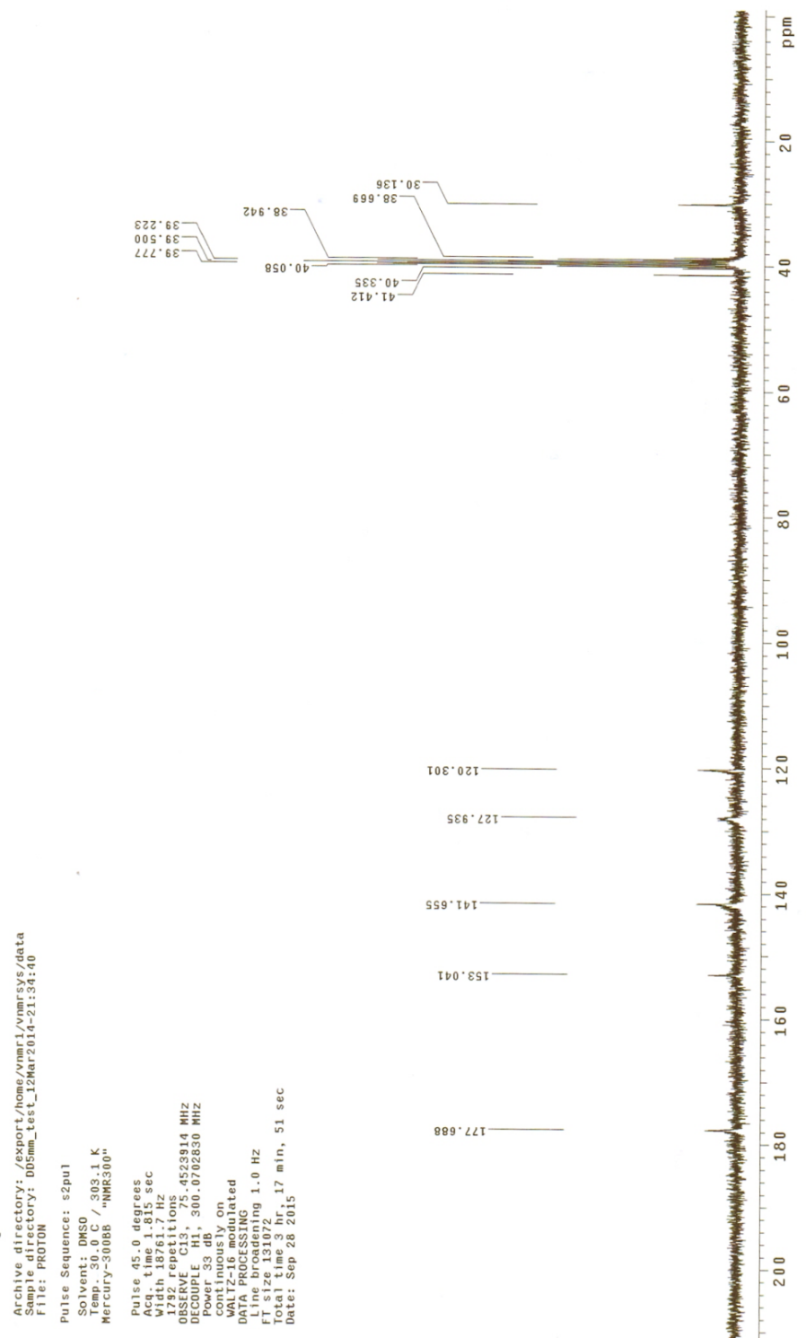 Archive directory: /export/home/vnmr1/vnmrsys/data
Sample directory: DD5mm_test_12Mar2014-21:34:40
File: PROTON
Pulse Sequence: s2pul
Solvent: DMSO
Temp. 30.0 C / 303.1 K
Mercury-300BB "NMR300"
Pulse 45.0 degrees
Acq. time 1.815 sec
Width 18761.7 Hz
1792 repetitions
OBSERVE C13, 75.4523914 MHZ
DECOUPLE H1, 300.0702830 MHZ
Power 33 dB
continuously on
WALTZ-16 modulated
DATA PROCESSING
Line broadening 1.0 Hz
FT size 131072
Total time 3 hr, 17 min, 51 sec
Date: Sep 28 2015
177.688
153.041
141.655
127.935
120.301
41.412
40.335
40.058
39.777
39.500
39.223
38.942
38.669
30.136
200 180 160 140 120 100 80 60 40 20 ppm